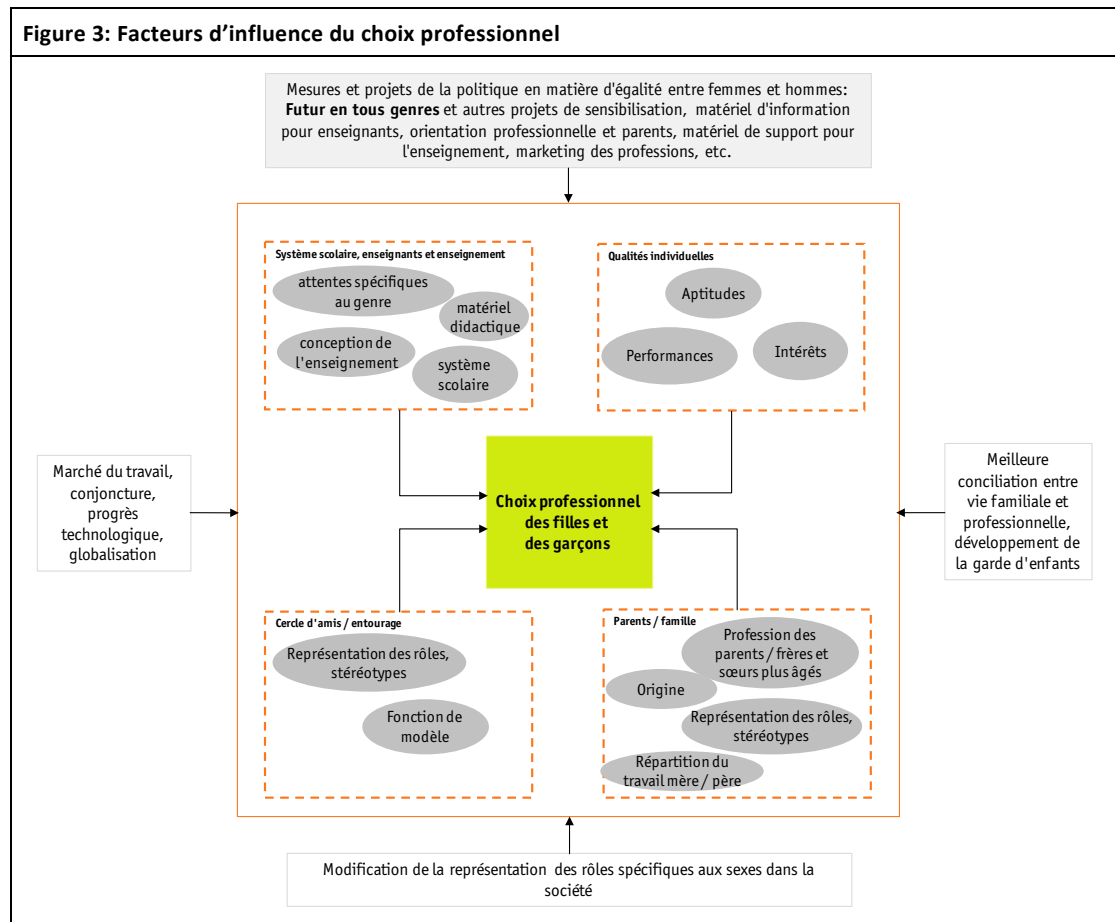 Figure 3: Facteurs d'influence du choix professionnel
Mesures et projets de la politique en matière d'égalité entre femmes et hommes:
Futur en tous genres et autres projets de sensibilisation, matériel d'information
pour enseignants, orientation professionnelle et parents, matériel de support pour
l'enseignement, marketing des professions, etc.
Système scolaire, enseignants et enseignement
attentes spécifiques
au genre
matériel
didactique
conception de
l'enseignement
système
scolaire
Qualités individuelles
Aptitudes
Performances
Intérêts
Marché du travail,
conjoncture,
progrès
technologique,
globalisation
Choix professionnel
des filles et
des garçons
Meilleure
conciliation entre
vie familiale et
professionnelle,
développement de
la garde d'enfants
Cercle d'amis / entourage
Représentation des rôles,
stéréotypes
Fonction de
modèle
Parents / famille
Profession des
parents / frères et
sœurs plus âgés
Origine
Représentation des rôles,
stéréotypes
Répartition du
travail mère / père
Modification de la représentation des rôles spécifiques aux sexes dans la
société